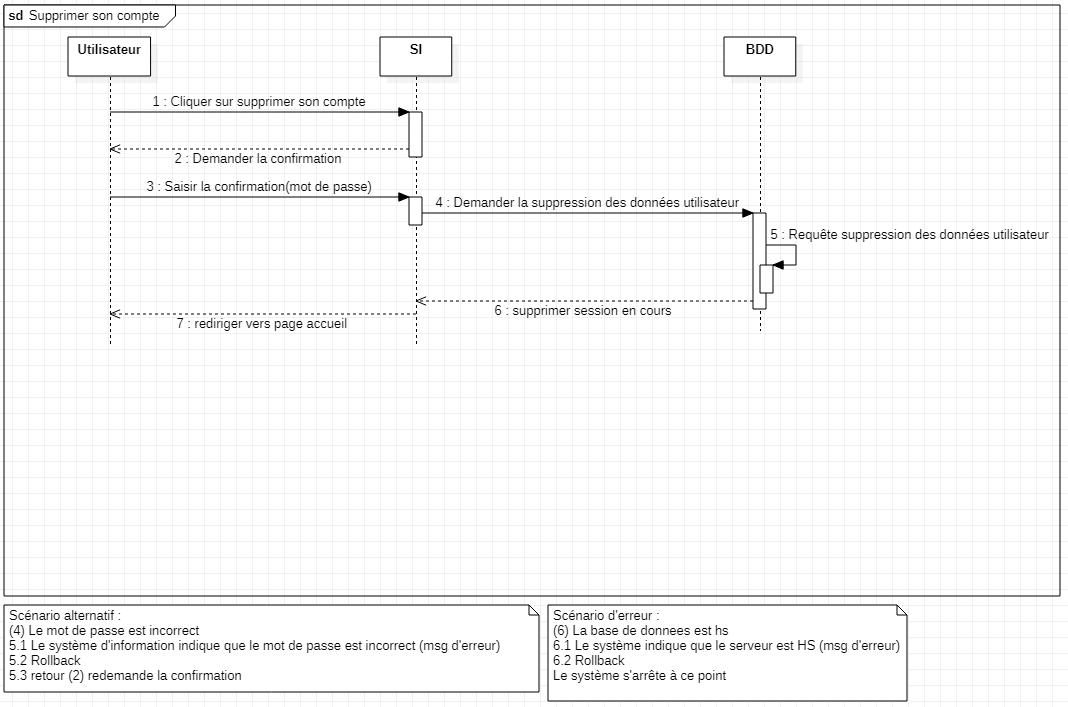 sd Supprimer son compte
Utilisateur
SI
BDD
1 : Cliquer sur supprimer son compte
2 : Demander la confirmation
3 : Saisir la confirmation(mot de passe)
4 : Demander la suppression des données utilisateur
5 : Requête suppression des données utilisateur
6 : supprimer session en cours
7 : rediriger vers page accueil
Scénario alternatif :
(4) Le mot de passe est incorrect
5.1 Le système d'information indique que le mot de passe est incorrect (msg d'erreur)
5.2 Rollback
5.3 retour (2) redemande la confirmation
Scénario d'erreur :
(6) La base de donnees est hs
6.1 Le système indique que le serveur est HS (msg d'erreur)
6.2 Rollback
Le système s'arrête à ce point